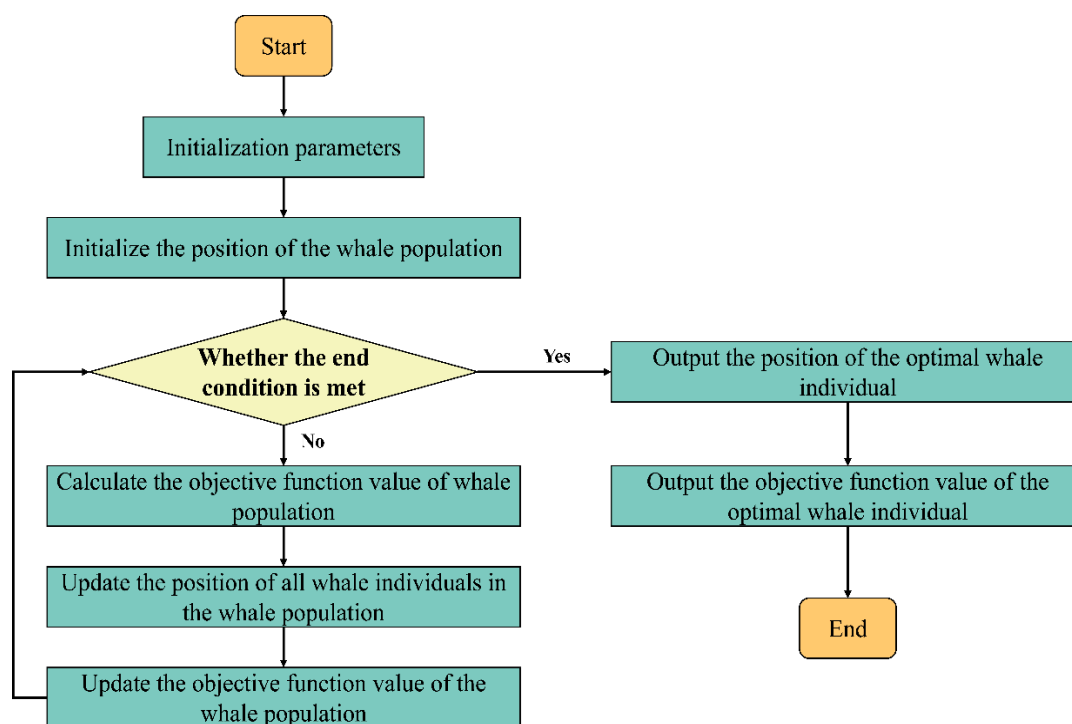 Start
Initialization parameters
Initialize the position of the whale population
Whether the end
condition is met
Yes
No
Output the position of the optimal whale
individual
Calculate the objective function value of whale
population
Output the objective function value of the
optimal whale individual
Update the position of all whale individuals in
the whale population
End
Update the objective function value of the
whale population